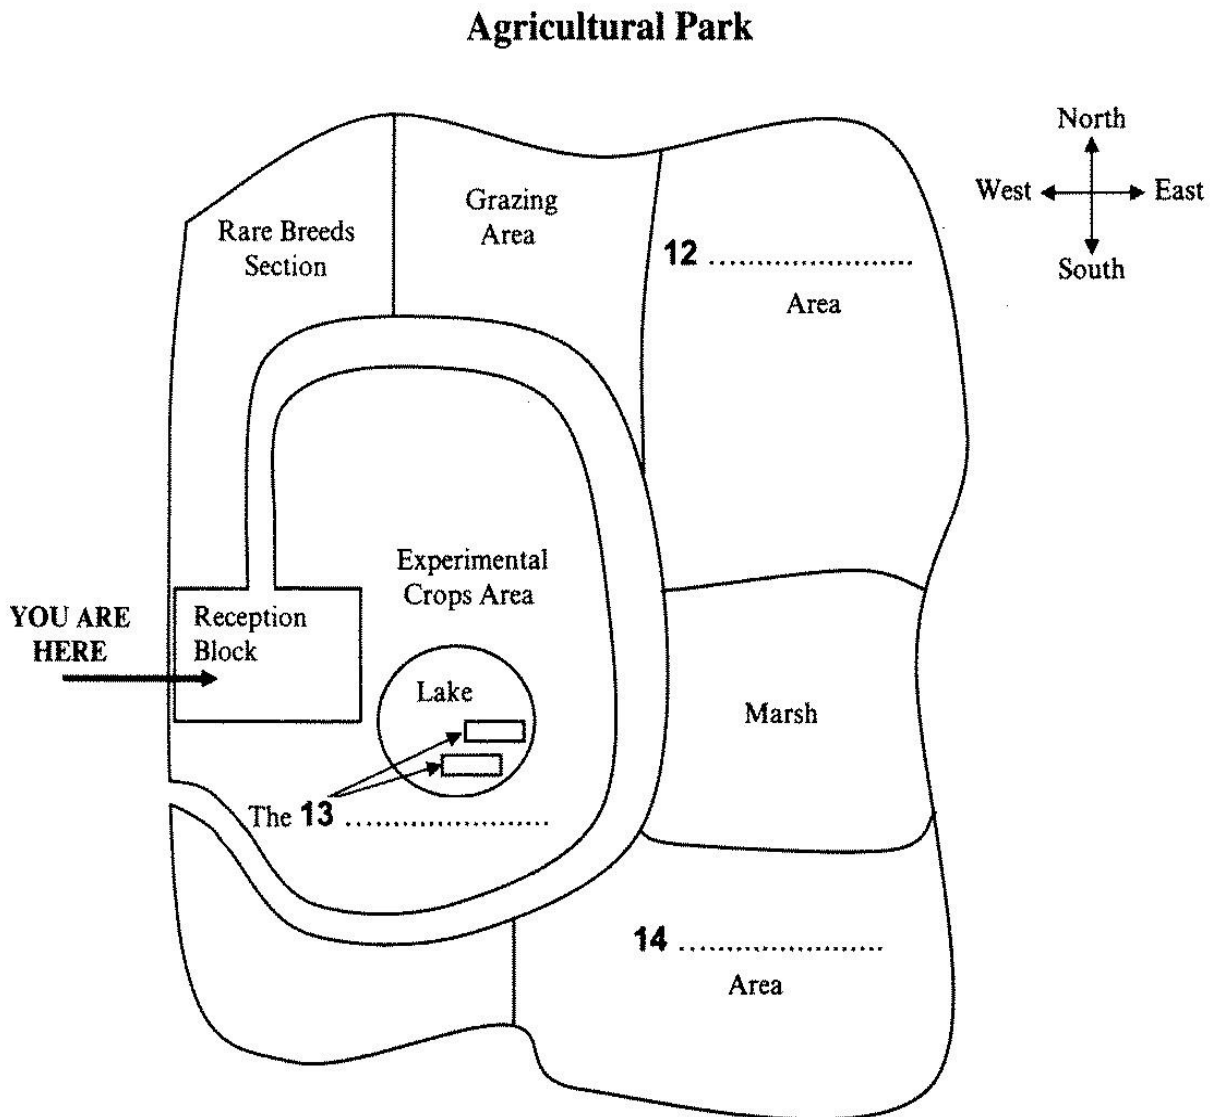 Agricultural Park
North
West
East
South
Grazing
Area
Rare Breeds
Section
12 ........................
Area
Experimental
Crops Area
YOU ARE
HERE
Reception
Block
Lake
Marsh
The 13 ........................
14 ........................
Area